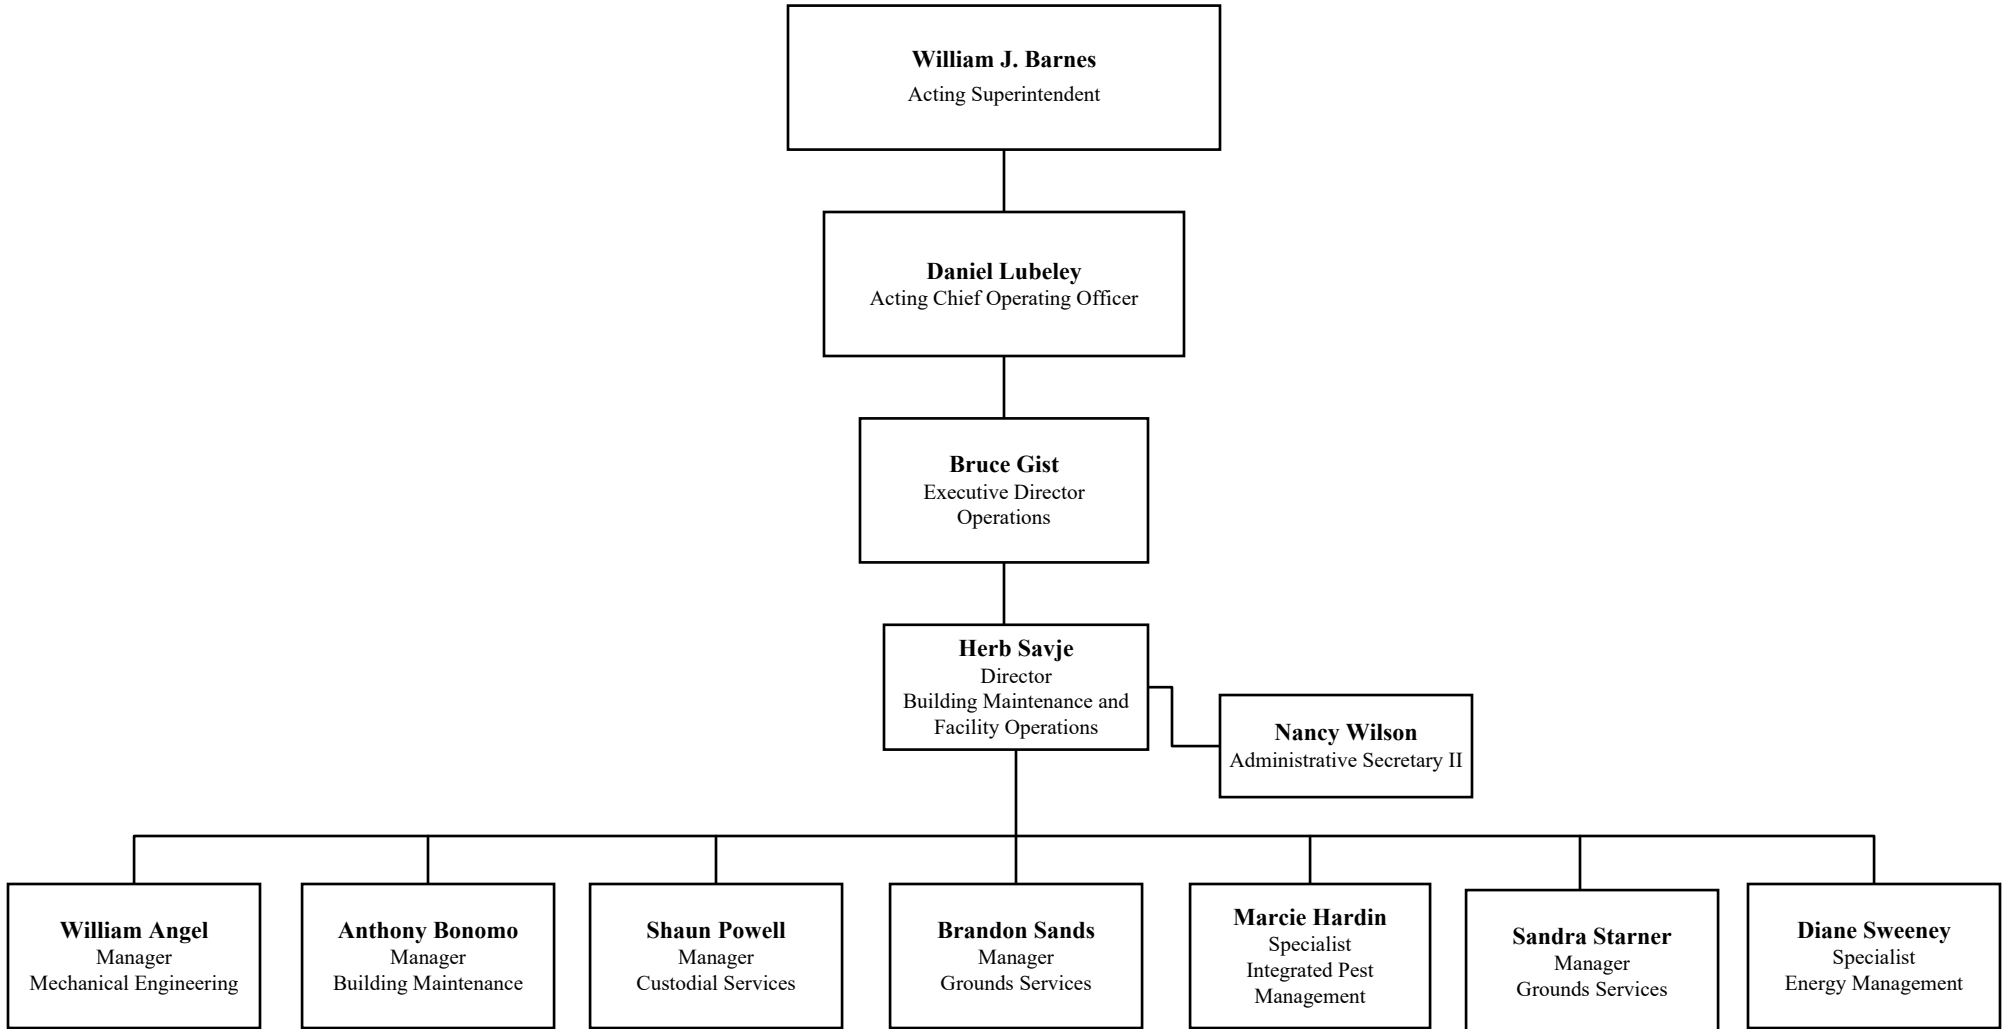 William J. Barnes
Acting Superintendent
Daniel Lubeley
Acting Chief Operating Officer
Bruce Gist
Executive Director
Operations
Herb Savje
Director
Building Maintenance and
Facility Operations
Nancy Wilson
Administrative Secretary II
William Angel
Manager
Mechanical Engineering
Anthony Bonomo
Manager
Building Maintenance
Shaun Powell
Manager
Custodial Services
Brandon Sands
Manager
Grounds Services
Marcie Hardin
Specialist
Integrated Pest
Management
Sandra Starner
Manager
Grounds Services
Diane Sweeney
Specialist
Energy Management